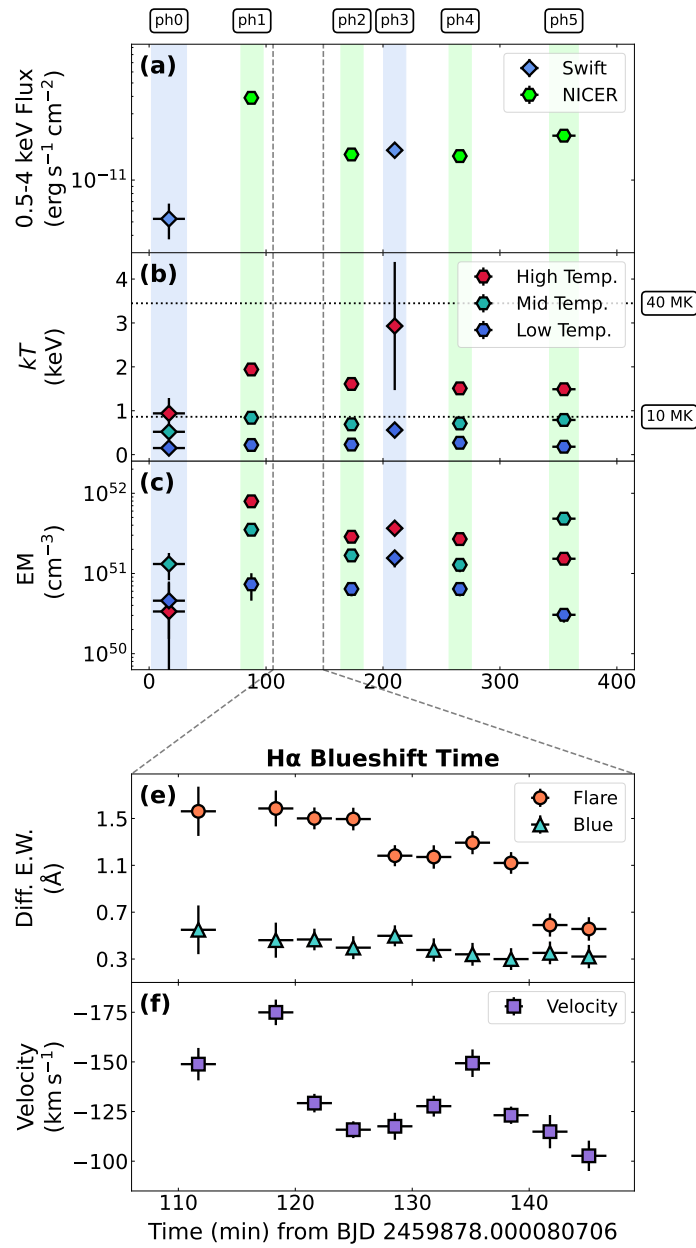 ph0 ph1 ph2 ph3 ph4 ph5
(a)
Swift
NICER
0.5-4 keV Flux
(erg s⁻¹ cm⁻²)
10⁻¹¹
(b)
High Temp.
Mid Temp.
Low Temp.
40 MK
10 MK
kT
(keV)
4
3
2
1
0
(c)
EM
(cm⁻³)
10⁵²
10⁵¹
10⁵⁰
0 100 200 300 400
Hα Blueshift Time
(e)
Flare
Blue
Diff. E.W.
(Å)
1.5
1.1
0.7
0.3
(f)
Velocity
Velocity
(km s⁻¹)
−175
−150
−125
−100
110 120 130 140
Time (min) from BJD 2459878.000080706